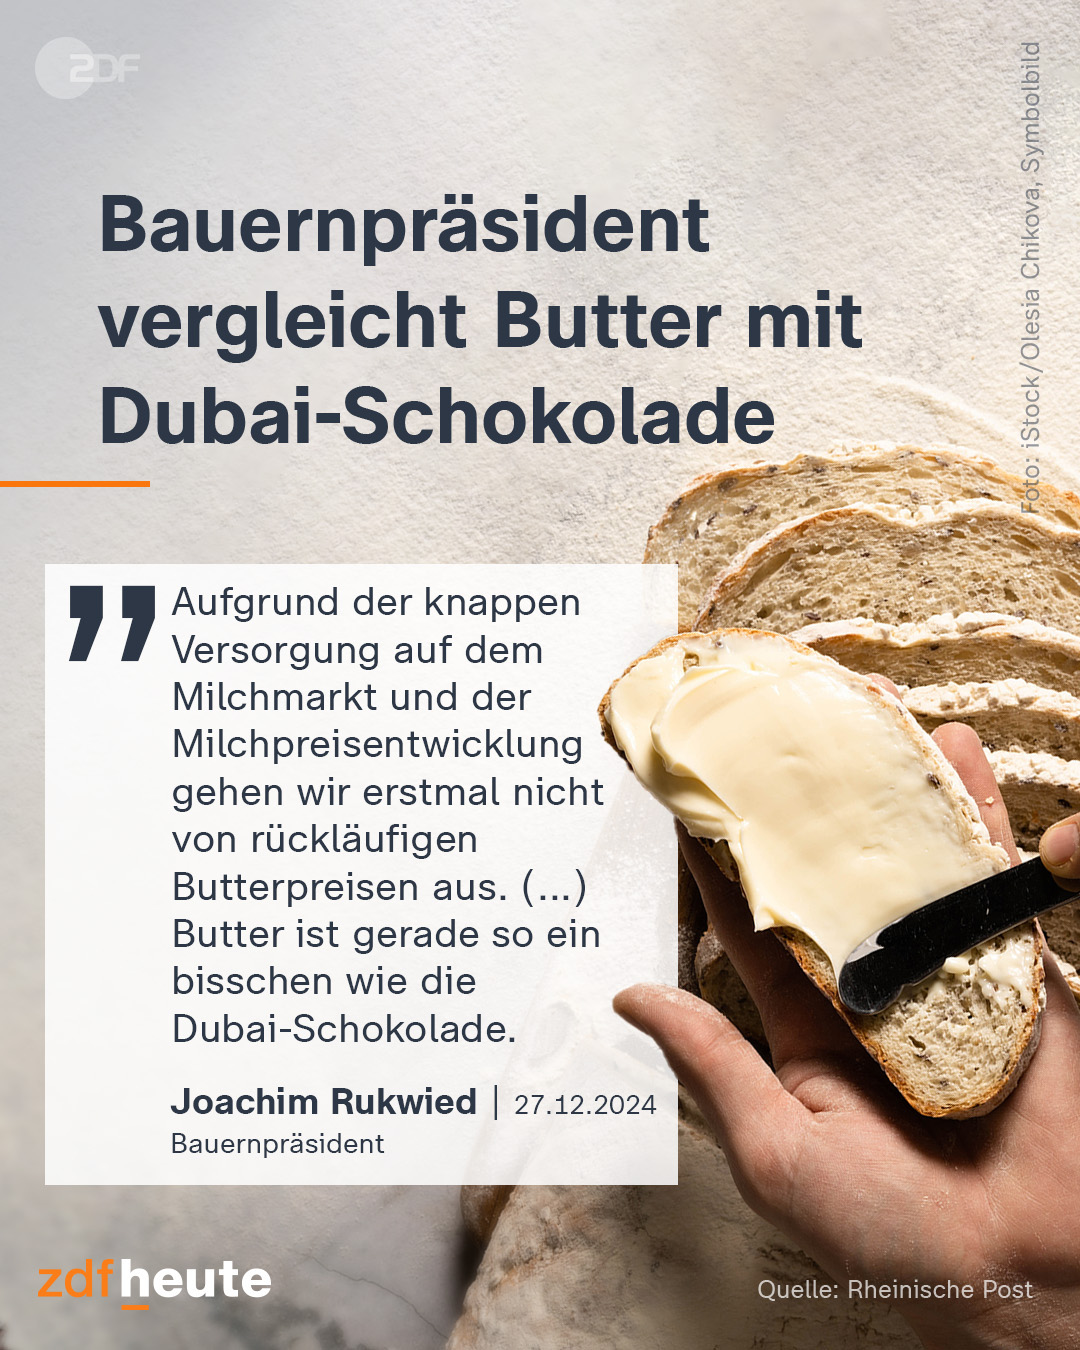 ZDF
Foto: iStock/Olesia Chikova, Symbolbild
Bauernpräsident
vergleicht Butter mit
Dubai-Schokolade
”
Aufgrund der knappen
Versorgung auf dem
Milchmarkt und der
Milchpreisentwicklung
gehen wir erstmal nicht
von rückläufigen
Butterpreisen aus. (...)
Butter ist gerade so ein
bisschen wie die
Dubai-Schokolade.
Joachim Rukwied | 27.12.2024
Bauernpräsident
zdfheute
Quelle: Rheinische Post